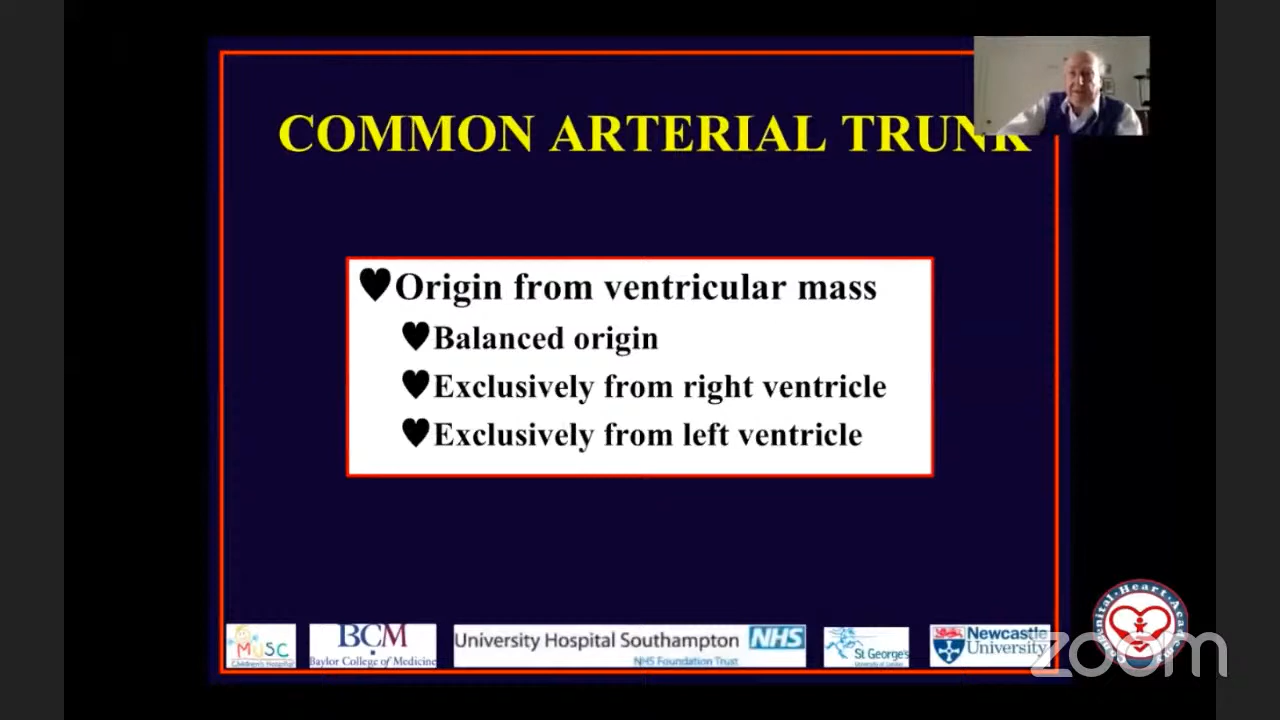 COMMON ARTERIAL TRUNK
Origin from ventricular mass
Balanced origin
Exclusively from right ventricle
Exclusively from left ventricle
MUSC
Children's Hospital
BCM
Baylor College of Medicine
University Hospital Southampton NHS
NHS Foundation Trust
St George's
University of London
Newcastle
University
zoom